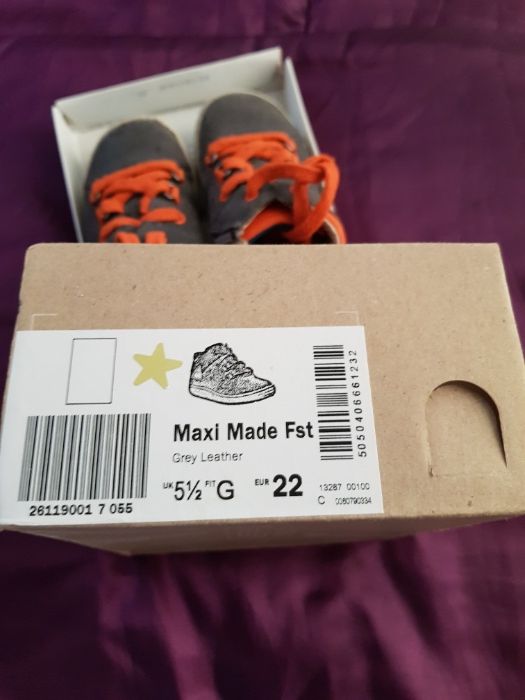 Maxi Made Fst
Grey Leather
UK 5½ FIT G EUR 22
26119001 7 055
5050406661232
13287 00100
C 0080790334